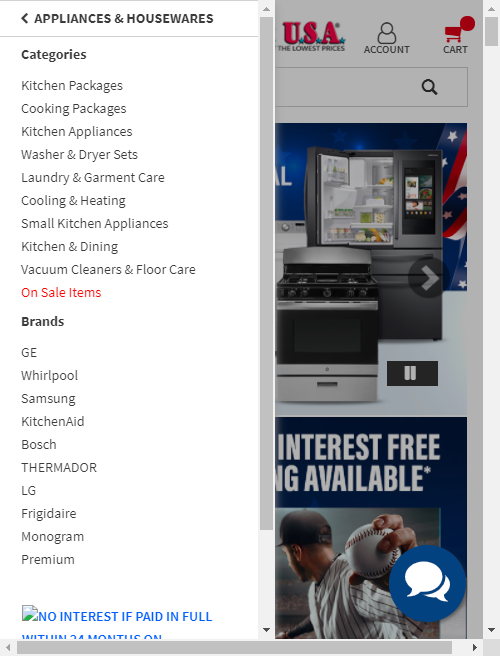 APPLIANCES & HOUSEWARES
Categories
Kitchen Packages
Cooking Packages
Kitchen Appliances
Washer & Dryer Sets
Laundry & Garment Care
Cooling & Heating
Small Kitchen Appliances
Kitchen & Dining
Vacuum Cleaners & Floor Care
On Sale Items
Brands
GE
Whirlpool
Samsung
KitchenAid
Bosch
THERMADOR
LG
Frigidaire
Monogram
Premium
NO INTEREST IF PAID IN FULL
WITHIN 24 MONTHS ON
U.S.A.
THE LOWEST PRICES
ACCOUNT
CART
AL
INTEREST FREE
NG AVAILABLE*